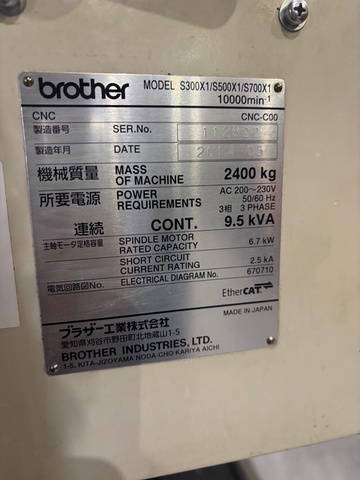 brother
MODEL S300X1/S500X1/S700X1
10000min-1
CNC CNC-C00
製造番号 SER.No.
製造年月 DATE
機械質量 MASS OF MACHINE 2400 kg
所要電源 POWER REQUIREMENTS AC 200～230V
50/60 Hz
3相 3 PHASE
連続 CONT. 9.5 kVA
主軸モータ定格容量 SPINDLE MOTOR RATED CAPACITY 6.7 kW
SHORT CIRCUIT CURRENT RATING 2.5 kA
電気回路図No. ELECTRICAL DIAGRAM No. 670710
EtherCAT
MADE IN JAPAN
ブラザー工業株式会社
愛知県刈谷市野田町北地蔵山1-5
BROTHER INDUSTRIES, LTD.
1-5, KITA-JIZOYAMA NODA-CHO KARIYA AICHI